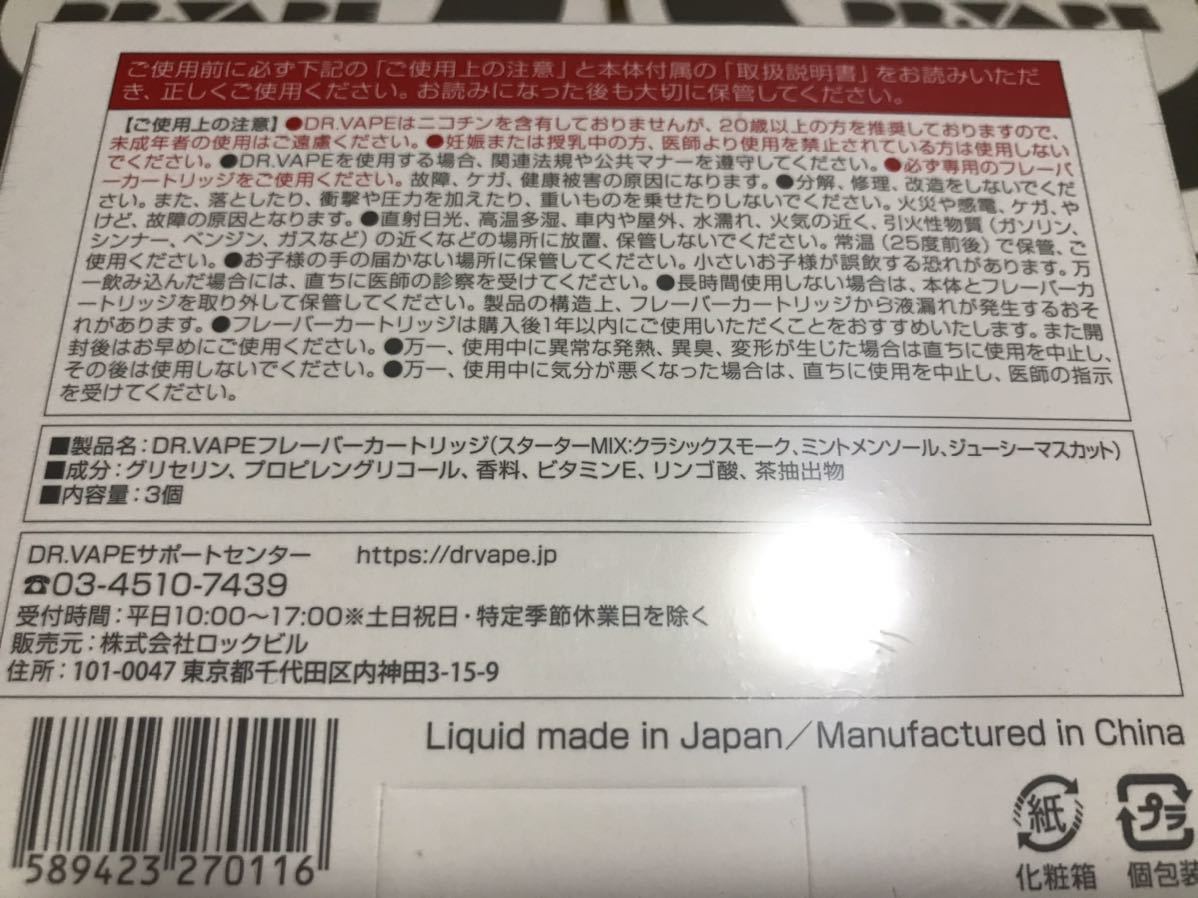 DR.VAPE
ご使用前に必ず下記の「ご使用上の注意」と本体付属の「取扱説明書」をお読みいただ
き、正しくご使用ください。お読みになった後も大切に保管してください。
【ご使用上の注意】●DR.VAPEはニコチンを含有しておりませんが、20歳以上の方を推奨しておりますので、
未成年者の使用はご遠慮ください。●妊娠または授乳中の方、医師より使用を禁止されている方は使用しない
でください。●DR.VAPEを使用する場合、関連法規や公共マナーを遵守してください。●必ず専用のフレーバ
ーカートリッジをご使用ください。故障、ケガ、健康被害の原因になります。●分解、修理、改造をしないでくだ
さい。また、落としたり、衝撃や圧力を加えたり、重いものを乗せたりしないでください。火災や感電、ケガ、や
けど、故障の原因となります。●直射日光、高温多湿、車内や屋外、水濡れ、火気の近く、引火性物質(ガソリン、
シンナー、ベンジン、ガスなど)の近くなどの場所に放置、保管しないでください。常温(25度前後)で保管、ご
使用ください。●お子様の手の届かない場所に保管してください。小さいお子様が誤飲する恐れがあります。万
一飲み込んだ場合には、直ちに医師の診察を受けてください。●長時間使用しない場合は、本体とフレーバーカ
ートリッジを取り外して保管してください。製品の構造上、フレーバーカートリッジから液漏れが発生するおそ
れがあります。●フレーバーカートリッジは購入後1年以内にご使用いただくことをおすすめいたします。また開
封後はお早めにご使用ください。●万一、使用中に異常な発熱、異臭、変形が生じた場合は直ちに使用を中止し、
その後は使用しないでください。●万一、使用中に気分が悪くなった場合は、直ちに使用を中止し、医師の指示
を受けてください。
■製品名：DR.VAPEフレーバーカートリッジ(スターターMIX:クラシックスモーク、ミントメンソール、ジューシーマスカット)
■成分：グリセリン、プロピレングリコール、香料、ビタミンE、リンゴ酸、茶抽出物
■内容量：3個
DR.VAPEサポートセンター https://drvape.jp
☎03-4510-7439
受付時間：平日10:00～17:00※土日祝日・特定季節休業日を除く
販売元：株式会社ロックビル
住所：101-0047 東京都千代田区内神田3-15-9
Liquid made in Japan／Manufactured in China
589423 270116
紙
プラ
化粧箱
個包装